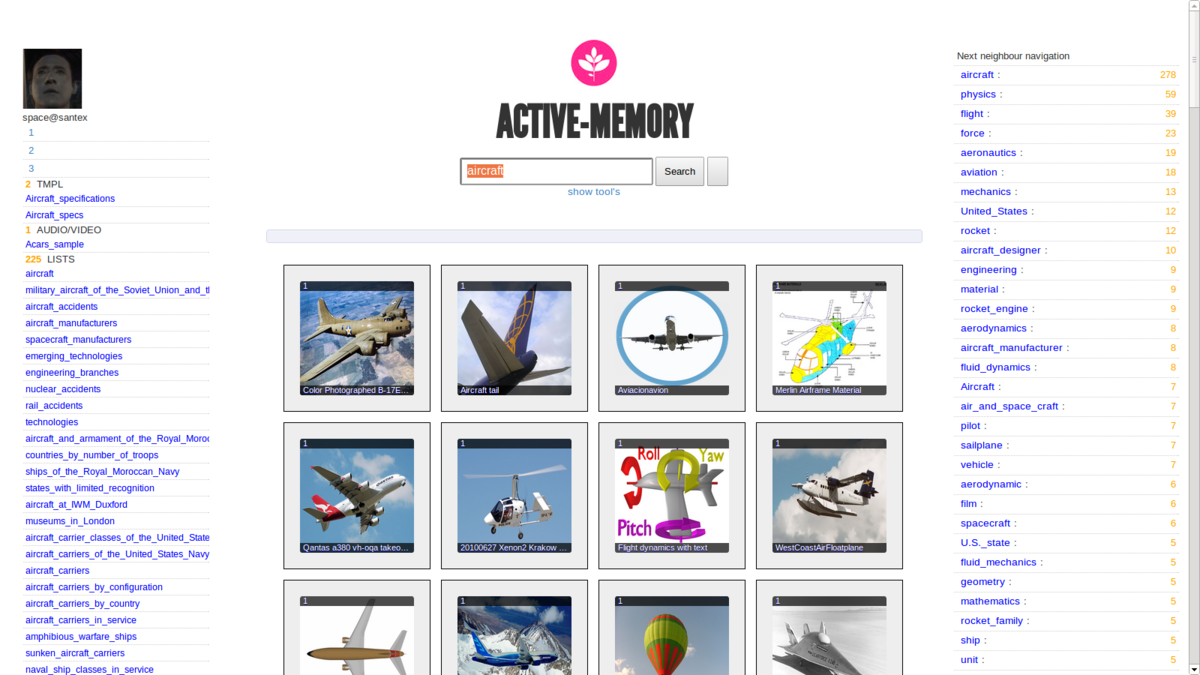 space@santex
1
2
3
2 TMPL
Aircraft_specifications
Aircraft_specs
1 AUDIO/VIDEO
Acars_sample
225 LISTS
aircraft
military_aircraft_of_the_Soviet_Union_and_th
aircraft_accidents
aircraft_manufacturers
spacecraft_manufacturers
emerging_technologies
engineering_branches
nuclear_accidents
rail_accidents
technologies
aircraft_and_armament_of_the_Royal_Moroc
countries_by_number_of_troops
ships_of_the_Royal_Moroccan_Navy
states_with_limited_recognition
aircraft_at_IWM_Duxford
museums_in_London
aircraft_carrier_classes_of_the_United_State
aircraft_carriers_of_the_United_States_Navy
aircraft_carriers
aircraft_carriers_by_configuration
aircraft_carriers_by_country
aircraft_carriers_in_service
amphibious_warfare_ships
sunken_aircraft_carriers
naval_ship_classes_in_service
ACTIVE-MEMORY
aircraft Search
show tool's
1 1 1 1
Color Photographed B-17E... Aircraft tail Aviacionavion Merlin Airframe Material
1 1 1 1
Roll Yaw
Pitch
Qantas a380 vh-oqa takeo... 20100627 Xenon2 Krakow ... Flight dynamics with text WestCoastAirFloatplane
1 1 1 1
Next neighbour navigation
aircraft : 278
physics : 59
flight : 39
force : 23
aeronautics : 19
aviation : 18
mechanics : 13
United_States : 12
rocket : 12
aircraft_designer : 10
engineering : 9
material : 9
rocket_engine : 9
aerodynamics : 8
aircraft_manufacturer : 8
fluid_dynamics : 8
Aircraft : 7
air_and_space_craft : 7
pilot : 7
sailplane : 7
vehicle : 7
aerodynamic : 6
film : 6
spacecraft : 6
U.S._state : 5
fluid_mechanics : 5
geometry : 5
mathematics : 5
rocket_family : 5
ship : 5
unit : 5